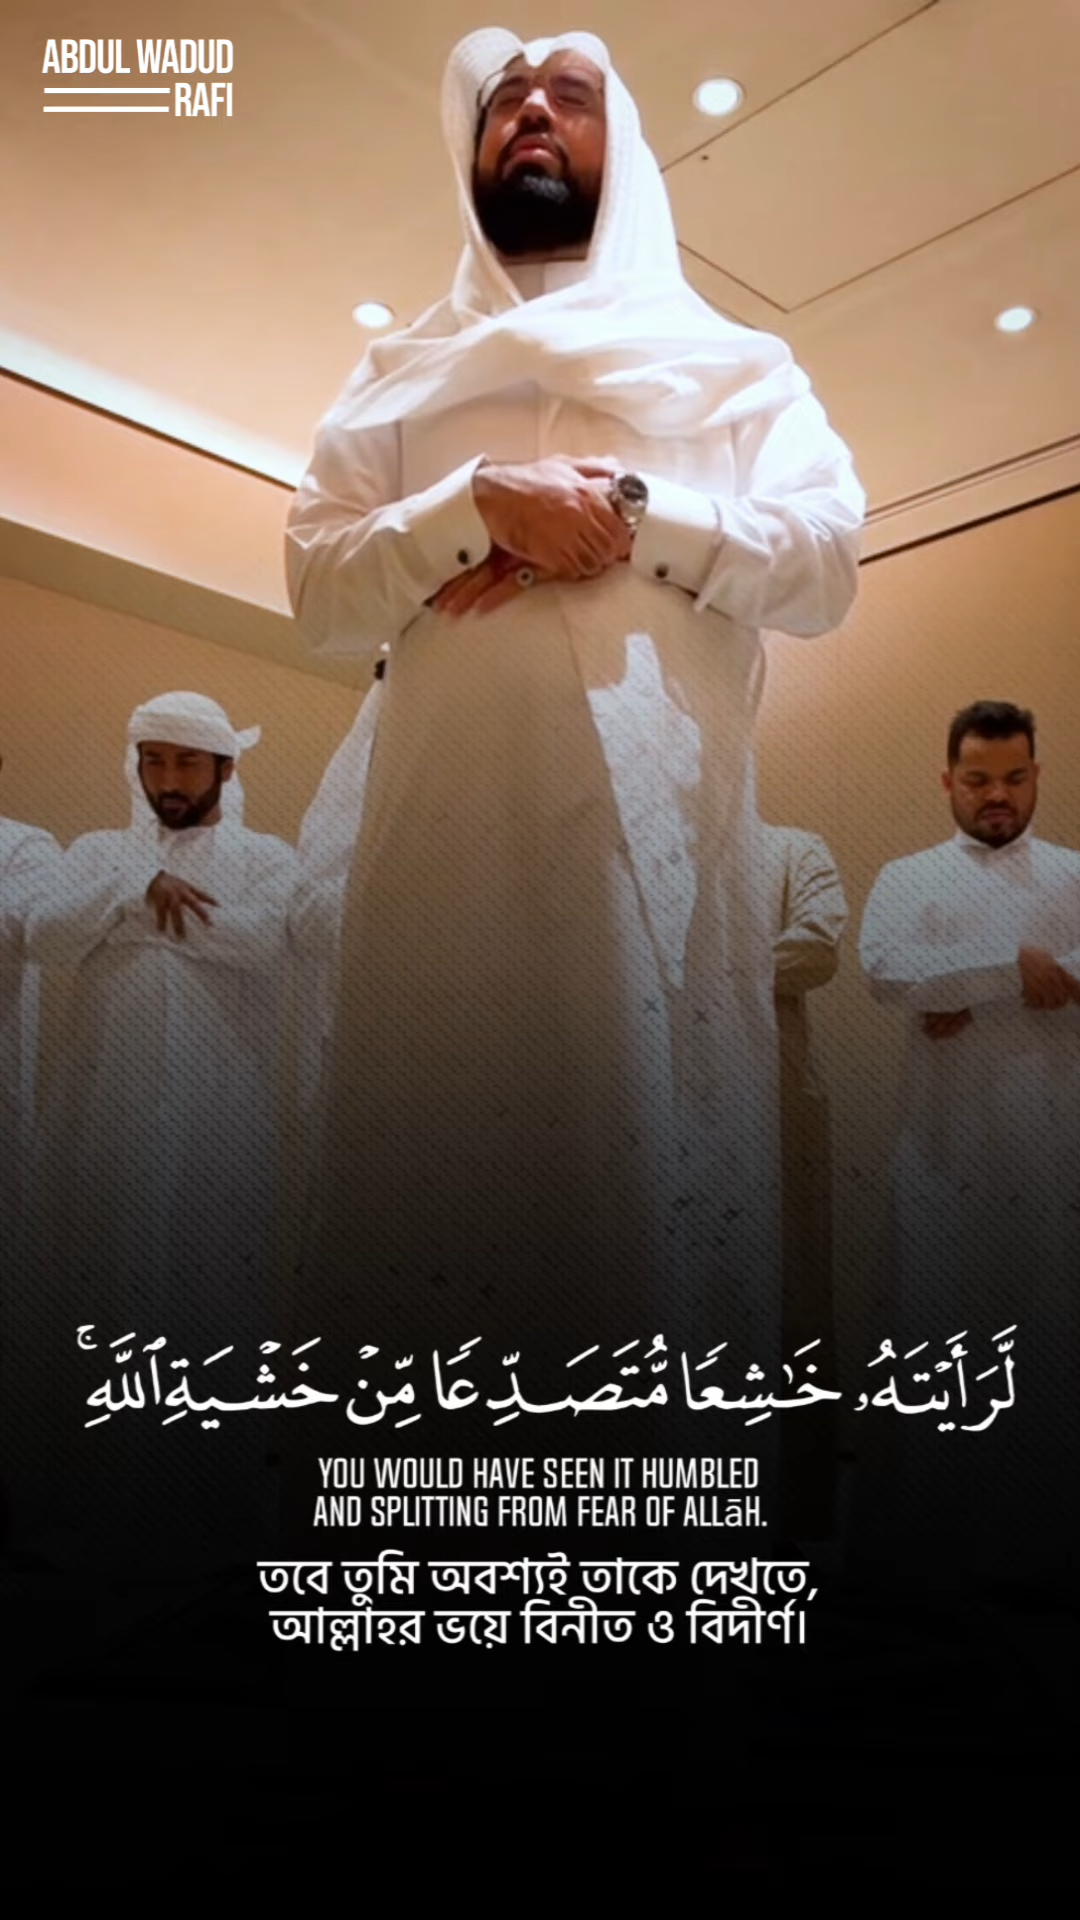 ABDUL WADUD
RAFI
لَّرَأَيْتَهُۥ خَـٰشِعًا مُّتَصَدِّعًا مِّنْ خَشْيَةِ ٱللَّهِ ۚ
YOU WOULD HAVE SEEN IT HUMBLED
AND SPLITTING FROM FEAR OF ALLāH.
তবে তুমি অবশ্যই তাকে দেখতে,
আল্লাহর ভয়ে বিনীত ও বিদীর্ণ।